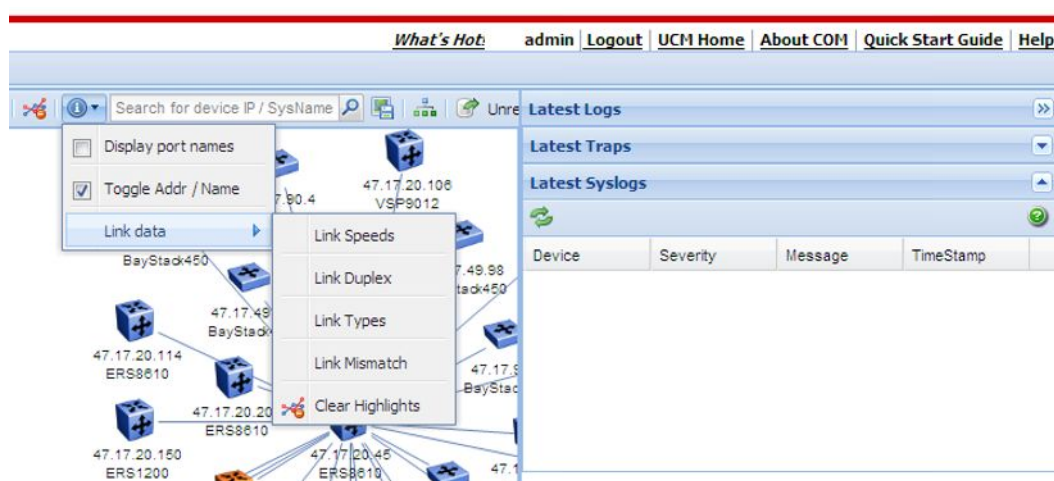 What's Hot! admin Logout UCM Home About COM Quick Start Guide Help
Search for device IP / SysName
Latest Logs
Display port names
Latest Traps
Toggle Addr / Name
47.17.20.106
VSP9012
Latest Syslogs
Link data
Link Speeds
Device Severity Message TimeStamp
BayStack450
Link Duplex
Link Types
47.17.20.114
ERS8610
Link Mismatch
Clear Highlights
ERS8610
47.17.20.150
ERS1200
47.17.20.45
ERS8610